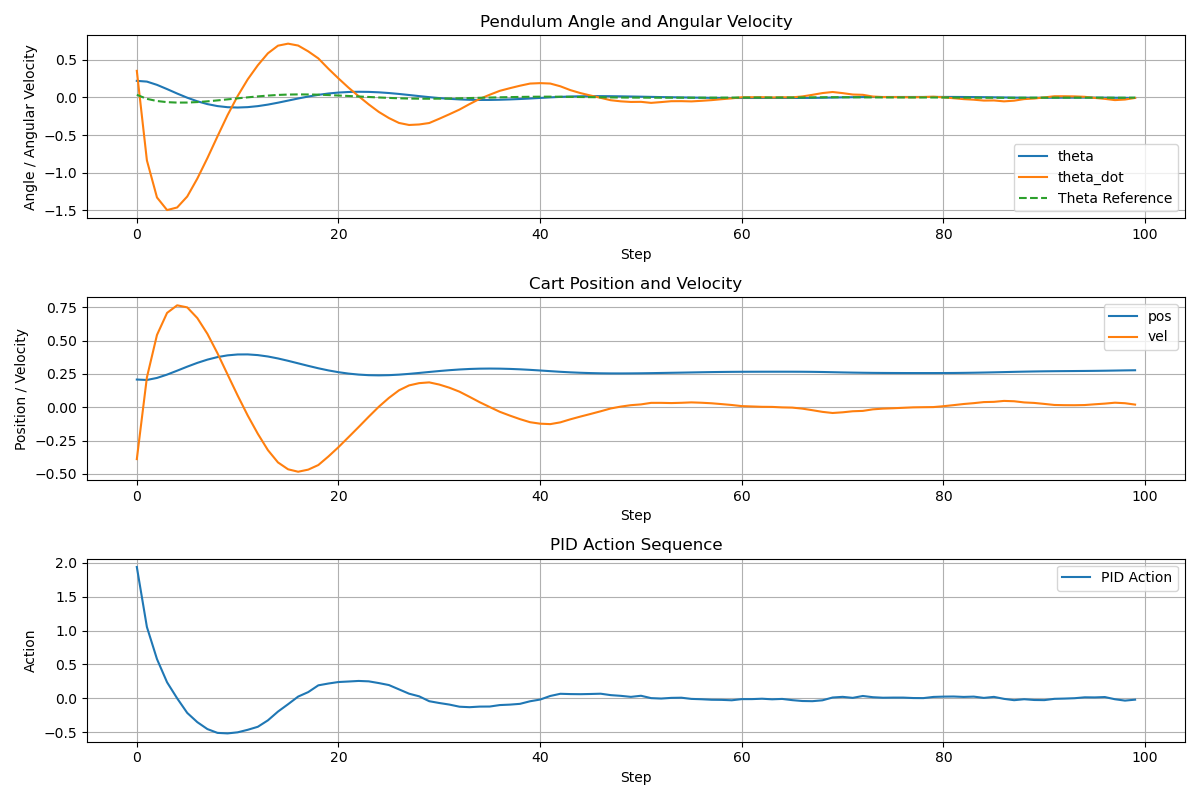 Pendulum Angle and Angular Velocity
Angle / Angular Velocity
0.5
0.0
−0.5
−1.0
−1.5
theta
theta_dot
Theta Reference
0
20
40
60
80
100
Step
Cart Position and Velocity
Position / Velocity
0.75
0.50
0.25
0.00
−0.25
−0.50
pos
vel
0
20
40
60
80
100
Step
PID Action Sequence
Action
2.0
1.5
1.0
0.5
0.0
−0.5
PID Action
0
20
40
60
80
100
Step